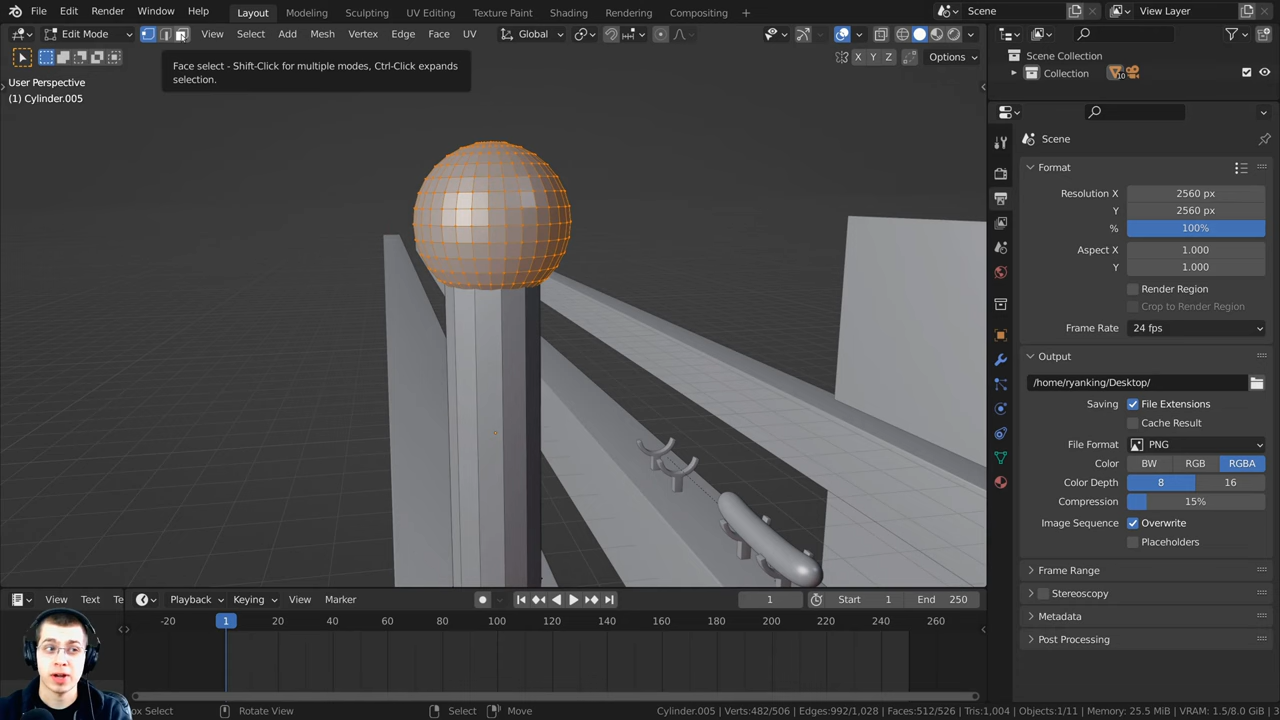 File Edit Render Window Help
Layout Modeling Sculpting UV Editing Texture Paint Shading Rendering Compositing +
Scene
View Layer
Edit Mode View Select Add Mesh Vertex Edge Face UV Global
X Y Z Options
Face select - Shift-Click for multiple modes, Ctrl-Click expands
selection.
User Perspective
(1) Cylinder.005
Scene Collection
Collection 10
Scene
Format
Resolution X 2560 px
Y 2560 px
% 100%
Aspect X 1.000
Y 1.000
Render Region
Crop to Render Region
Frame Rate 24 fps
Output
/home/ryanking/Desktop/
Saving File Extensions
Cache Result
File Format PNG
Color BW RGB RGBA
Color Depth 8 16
Compression 15%
Image Sequence Overwrite
Placeholders
Frame Range
Stereoscopy
Metadata
Post Processing
View Text Playback Keying View Marker 1 Start 1 End 250
-20 1 20 40 60 80 100 120 140 160 180 200 220 240 260
Select Rotate View Select Move Cylinder.005 | Verts:482/506 | Edges:992/1,028 | Faces:512/526 | Tris:1,004 | Objects:1/11 | Memory: 25.5 MiB | VRAM: 1.5/8.0 GiB